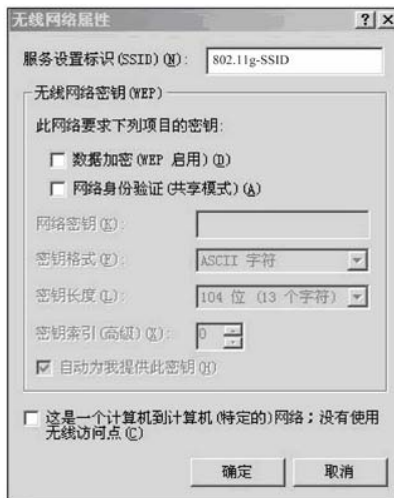 无线网络属性
服务设置标识(SSID)(N): 802.11g-SSID
无线网络密钥(WEP)
此网络要求下列项目的密钥:
数据加密(WEP 启用)(D)
网络身份验证(共享模式)(A)
网络密钥(K):
密钥格式(F): ASCII 字符
密钥长度(L): 104 位 (13 个字符)
密钥索引(高级)(X): 0
自动为我提供此密钥(H)
这是一个计算机到计算机(特定的)网络；没有使用
无线访问点(C)
确定 取消